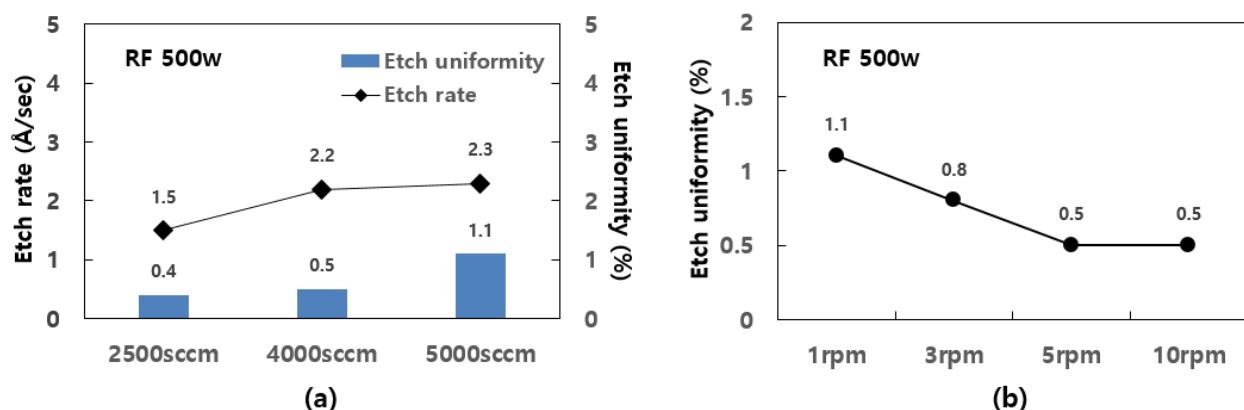 RF 500w
Etch uniformity
Etch rate
Etch rate (Å/sec)
5
4
3
2
1
0
1.5
2.2
2.3
0.4
0.5
1.1
5
4
3
2
1
0
Etch uniformity (%)
2500sccm 4000sccm 5000sccm
(a)
RF 500w
Etch uniformity (%)
2
1.5
1
0.5
0
1.1
0.8
0.5
0.5
1rpm 3rpm 5rpm 10rpm
(b)